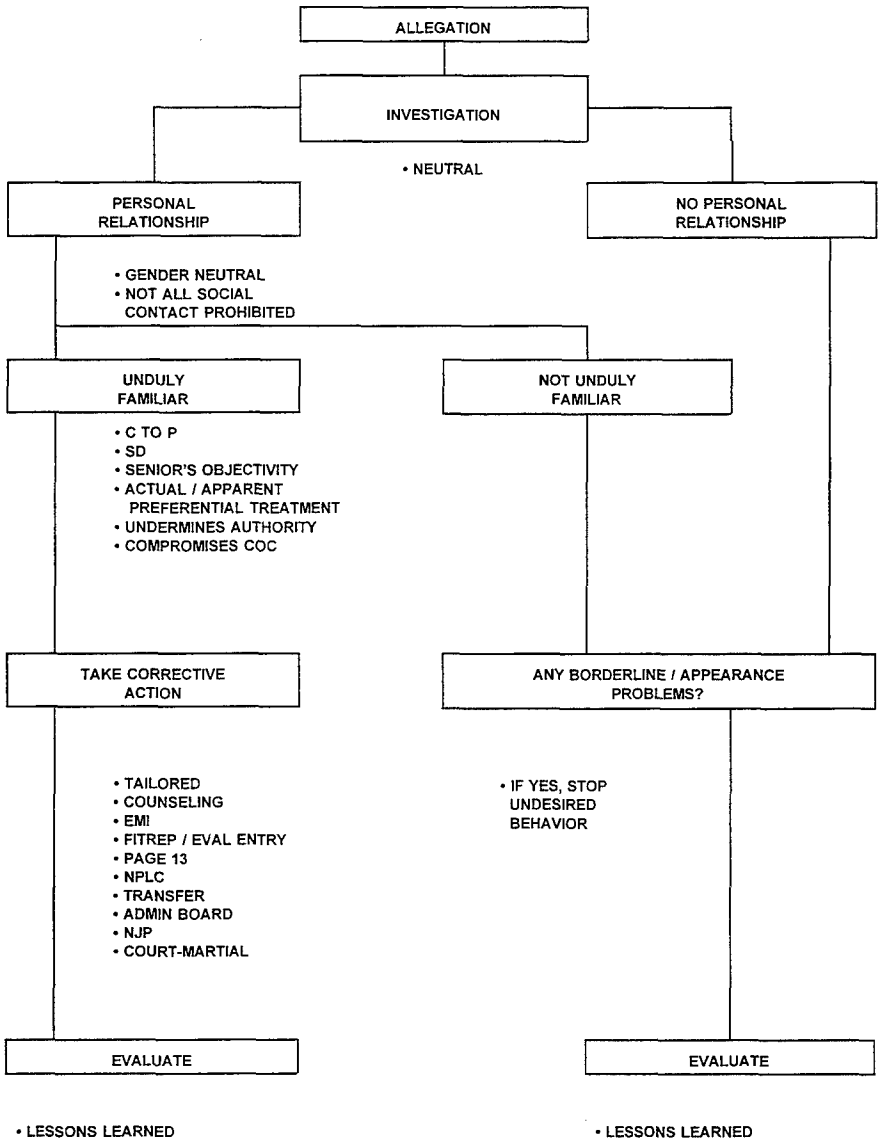 ALLEGATION
INVESTIGATION
• NEUTRAL
PERSONAL
RELATIONSHIP
NO PERSONAL
RELATIONSHIP
• GENDER NEUTRAL
• NOT ALL SOCIAL
CONTACT PROHIBITED
UNDULY
FAMILIAR
NOT UNDULY
FAMILIAR
• C TO P
• SD
• SENIOR'S OBJECTIVITY
• ACTUAL / APPARENT
PREFERENTIAL TREATMENT
• UNDERMINES AUTHORITY
• COMPROMISES COC
TAKE CORRECTIVE
ACTION
ANY BORDERLINE / APPEARANCE
PROBLEMS?
• TAILORED
• COUNSELING
• EMI
• FITREP / EVAL ENTRY
• PAGE 13
• NPLC
• TRANSFER
• ADMIN BOARD
• NJP
• COURT-MARTIAL
• IF YES, STOP
UNDESIRED
BEHAVIOR
EVALUATE
EVALUATE
• LESSONS LEARNED
• LESSONS LEARNED